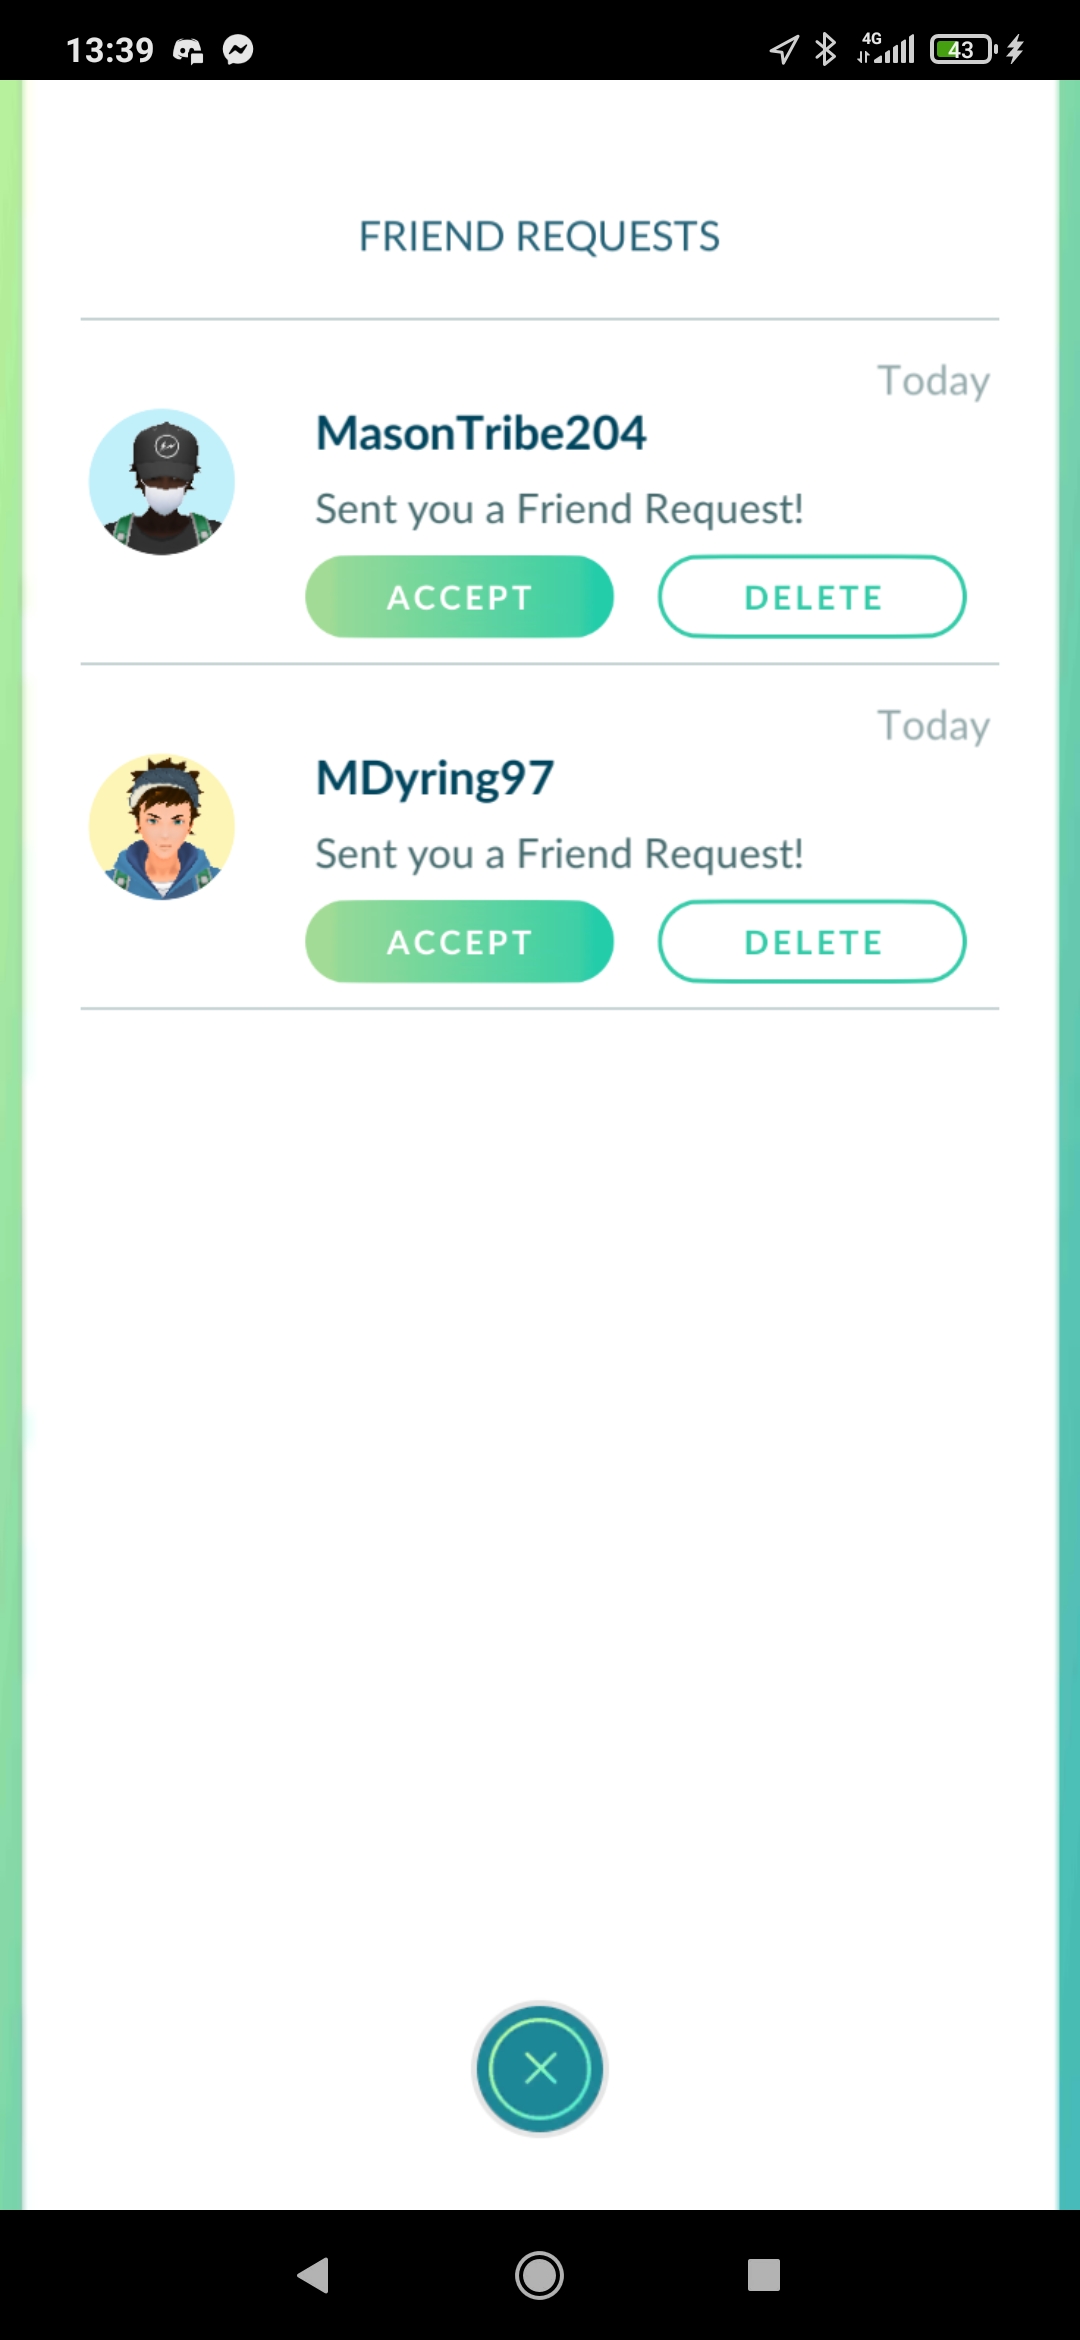 13:39
4G
43
FRIEND REQUESTS
Today
MasonTribe204
Sent you a Friend Request!
ACCEPT DELETE
Today
MDyring97
Sent you a Friend Request!
ACCEPT DELETE